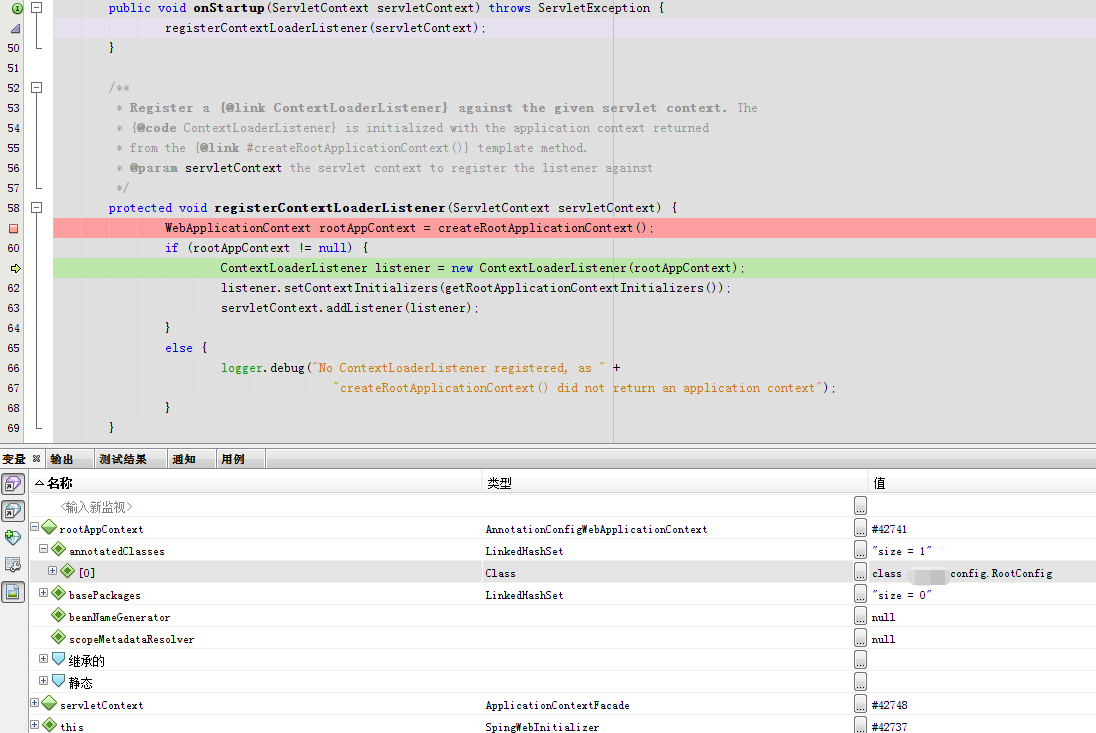 public void onStartup(ServletContext servletContext) throws ServletException {
registerContextLoaderListener(servletContext);
50 }
51
52 /**
53 * Register a {@link ContextLoaderListener} against the given servlet context. The
54 * {@code ContextLoaderListener} is initialized with the application context returned
55 * from the {@link #createRootApplicationContext()} template method.
56 * @param servletContext the servlet context to register the listener against
57 */
58 protected void registerContextLoaderListener(ServletContext servletContext) {
WebApplicationContext rootAppContext = createRootApplicationContext();
60 if (rootAppContext != null) {
ContextLoaderListener listener = new ContextLoaderListener(rootAppContext);
62 listener.setContextInitializers(getRootApplicationContextInitializers());
63 servletContext.addListener(listener);
64 }
65 else {
66 logger.debug("No ContextLoaderListener registered, as " +
67 "createRootApplicationContext() did not return an application context");
68 }
69 }
变量 输出 测试结果 通知 用例
名称 类型 值
<输入新监视> ...
rootAppContext AnnotationConfigWebApplicationContext ... #42741
annotatedClasses LinkedHashSet ... "size = 1"
[0] Class ... class config.RootConfig
basePackages LinkedHashSet ... "size = 0"
beanNameGenerator ... null
scopeMetadataResolver ... null
继承的 ...
静态 ...
servletContext ApplicationContextFacade ... #42748
this SpingWebInitializer ... #42737